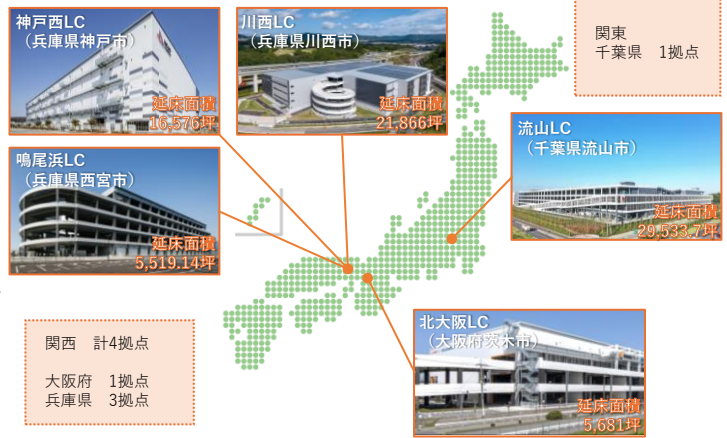 神戸西LC
（兵庫県神戸市）
延床面積
16,576坪
川西LC
（兵庫県川西市）
延床面積
21,866坪
関東
千葉県　1拠点
鳴尾浜LC
（兵庫県西宮市）
延床面積
5,519.14坪
流山LC
（千葉県流山市）
延床面積
29,533.7坪
関西　計4拠点
大阪府　1拠点
兵庫県　3拠点
北大阪LC
（大阪府茨木市）
延床面積
5,681坪